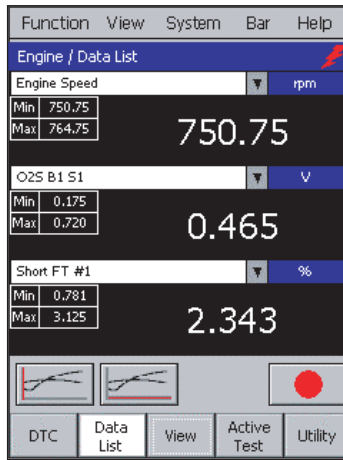 Function View System Bar Help
Engine / Data List
Engine Speed rpm
Min 750.75
Max 764.75
750.75
O2S B1 S1 V
Min 0.175
Max 0.720
0.465
Short FT #1 %
Min 0.781
Max 3.125
2.343
DTC Data List View Active Test Utility